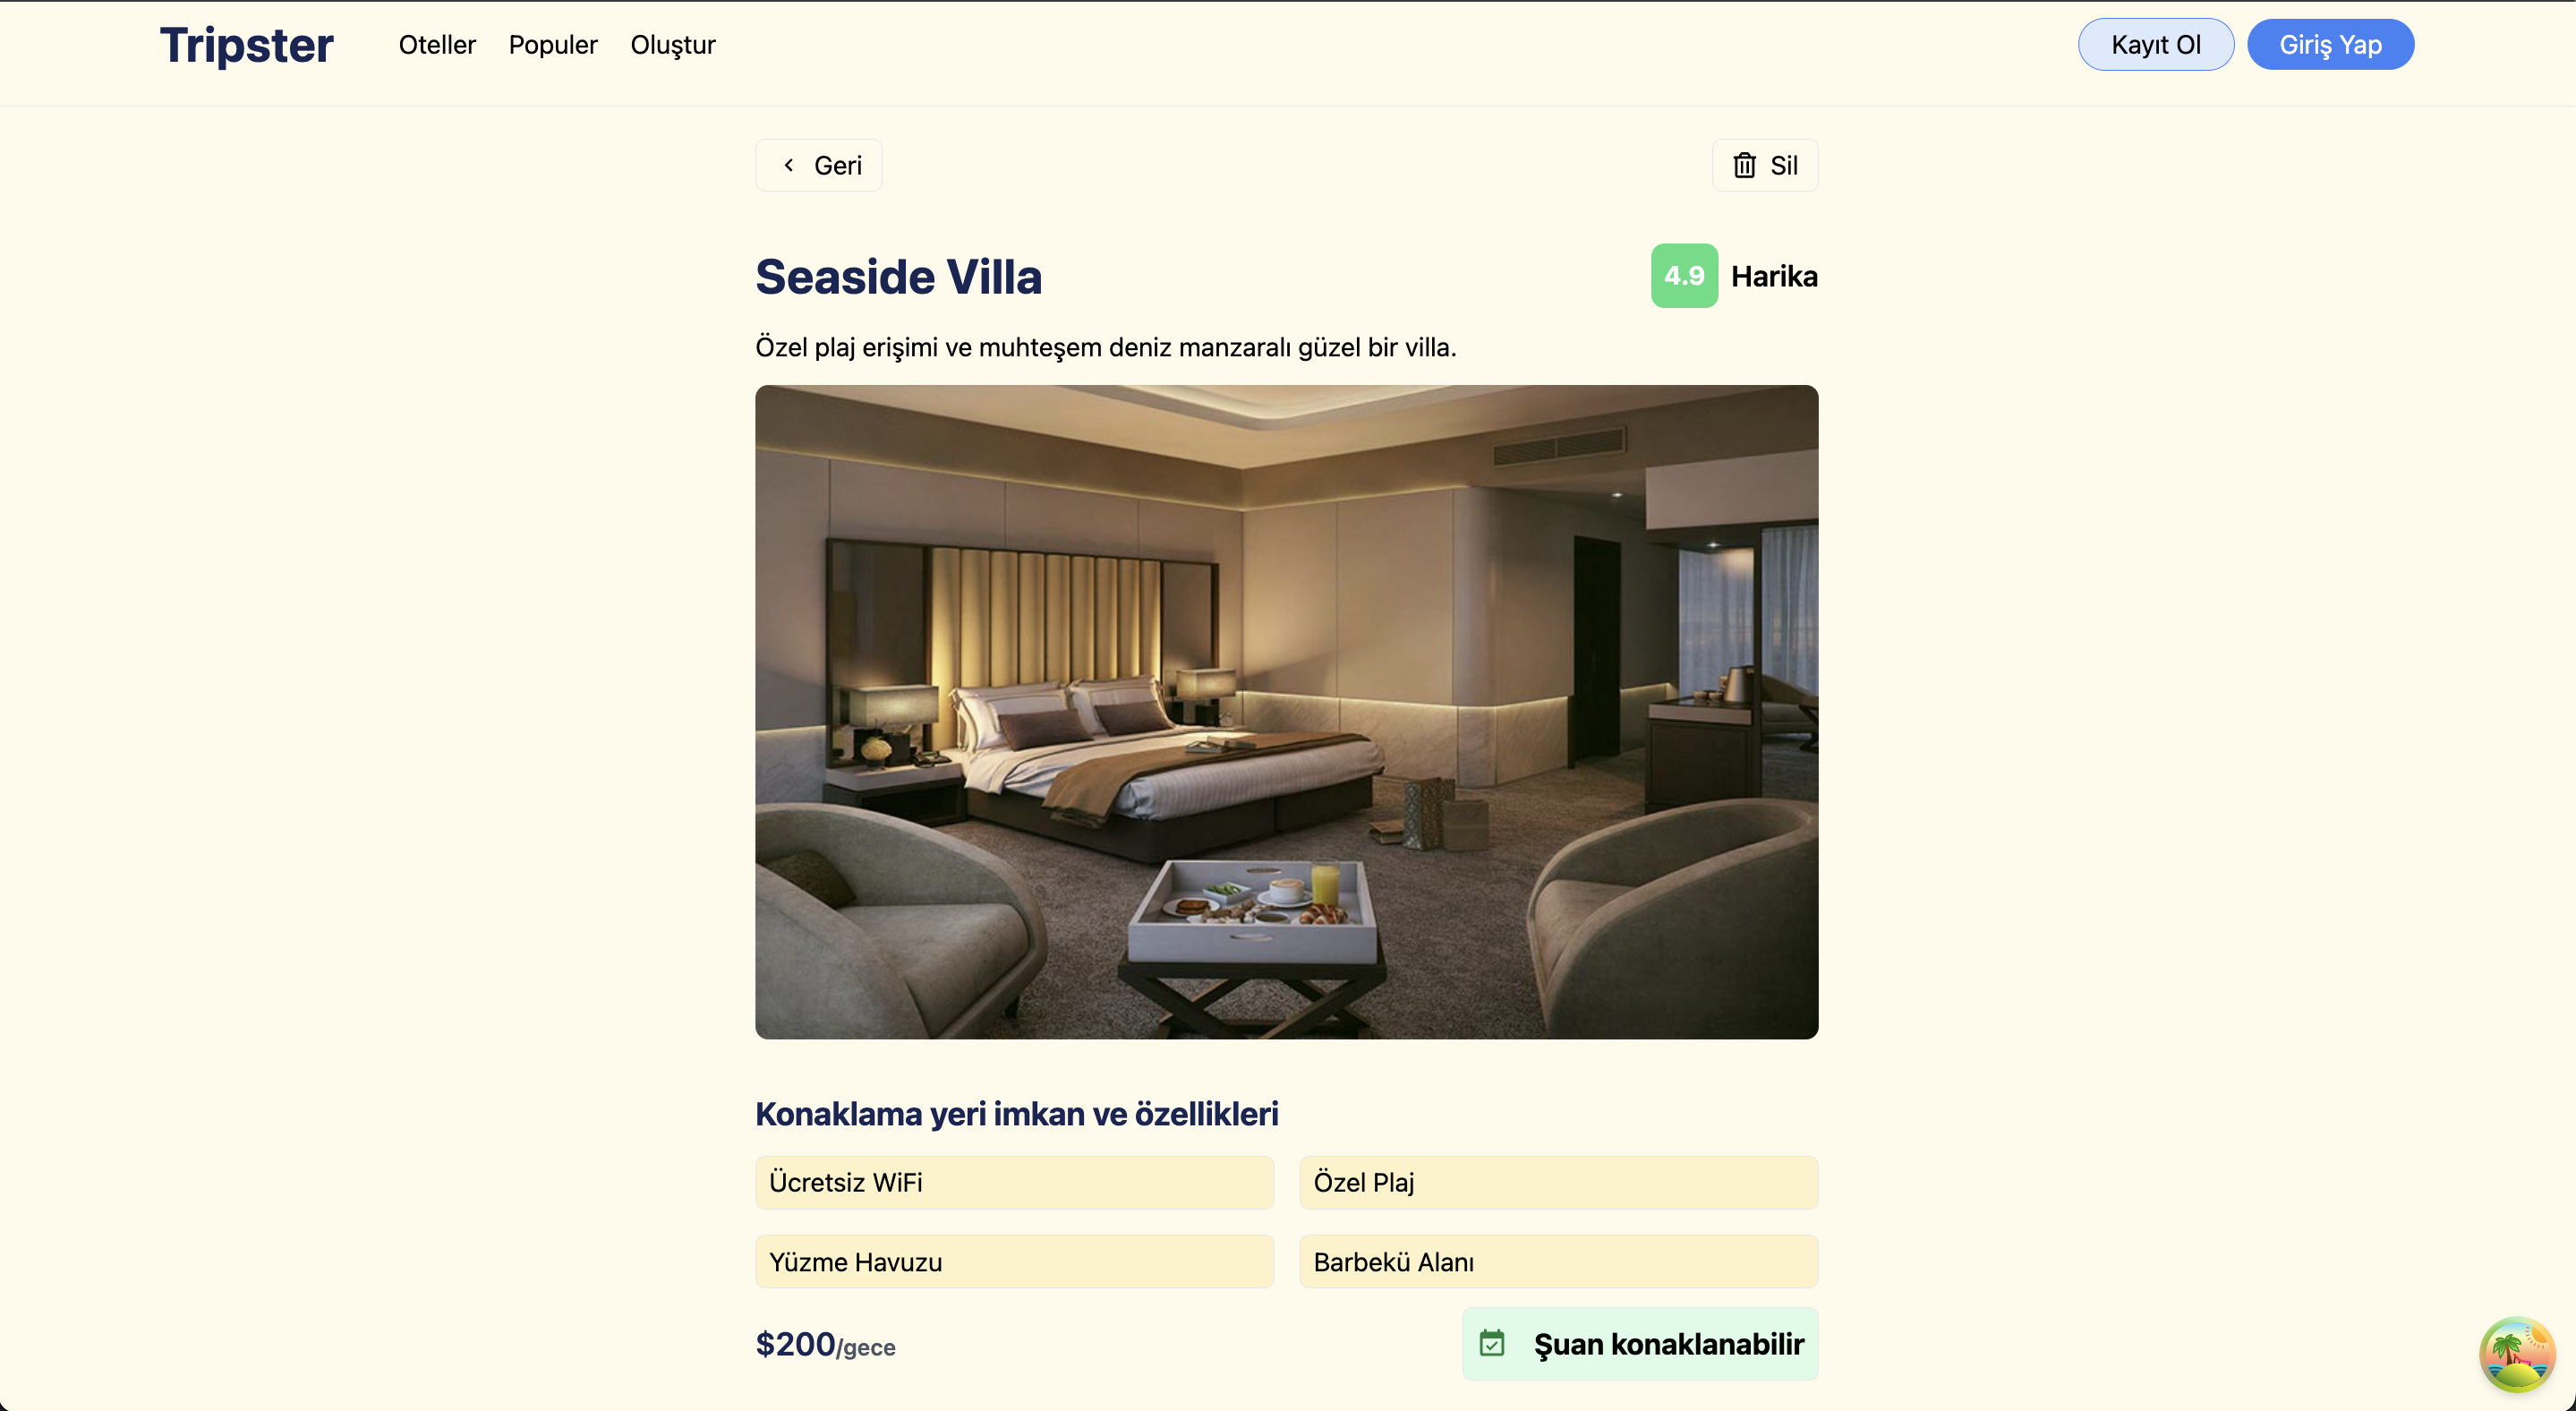 Tripster Oteller Populer Oluştur Kayıt Ol Giriş Yap
Geri Sil
Seaside Villa 4.9 Harika
Özel plaj erişimi ve muhteşem deniz manzaralı güzel bir villa.
Konaklama yeri imkan ve özellikleri
Ücretsiz WiFi Özel Plaj
Yüzme Havuzu Barbekü Alanı
$200/gece Şuan konaklanabilir